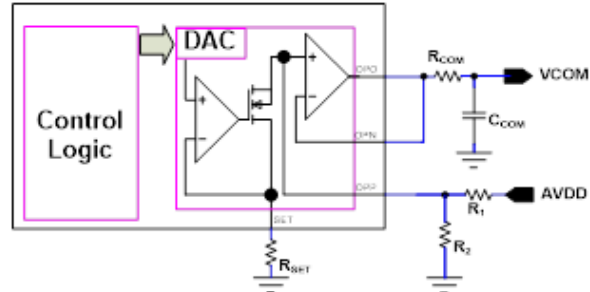 DAC
Control
Logic
OPO
OPN
OPP
SET
RCOM
VCOM
CCOM
AVDD
R1
R2
RSET